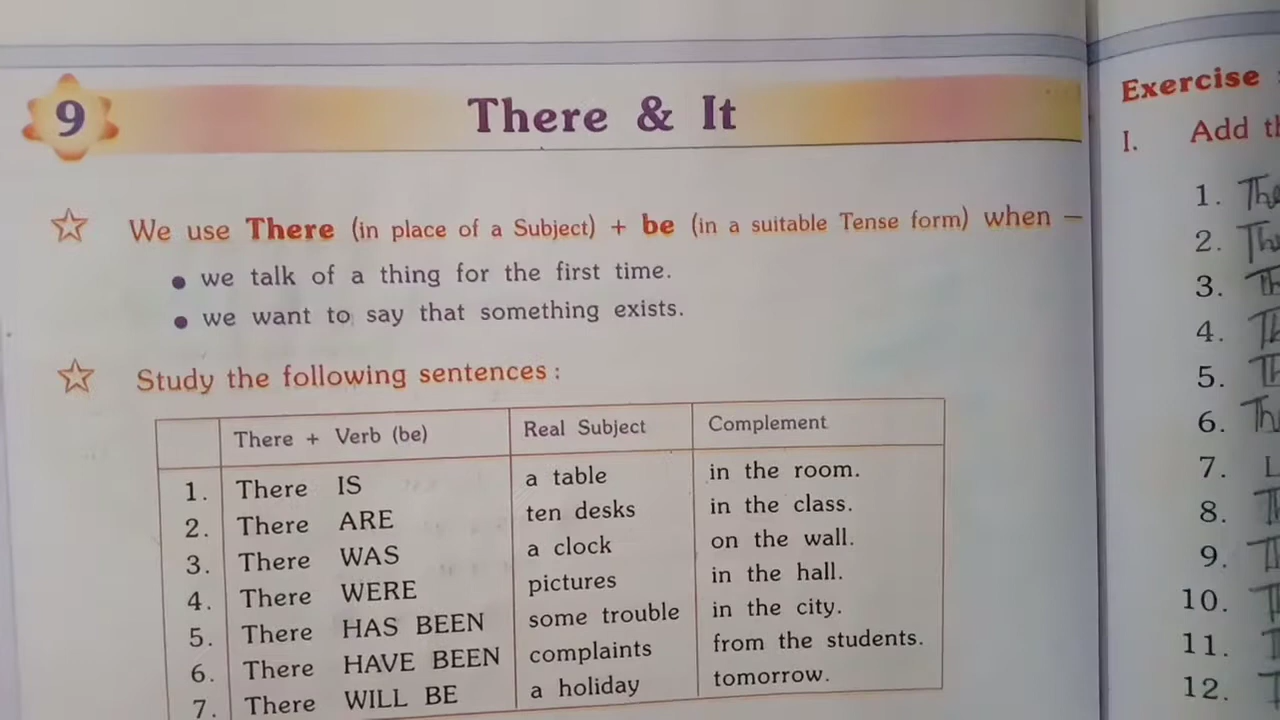 9
There & It
We use There (in place of a Subject) + be (in a suitable Tense form) when –
• we talk of a thing for the first time.
• we want to say that something exists.
Study the following sentences :
There + Verb (be) Real Subject Complement
1. There IS a table in the room.
2. There ARE ten desks in the class.
3. There WAS a clock on the wall.
4. There WERE pictures in the hall.
5. There HAS BEEN some trouble in the city.
6. There HAVE BEEN complaints from the students.
7. There WILL BE a holiday tomorrow.
Exercise
I. Add
1.
2.
3.
4.
5.
6.
7.
8.
9.
10.
11.
12.